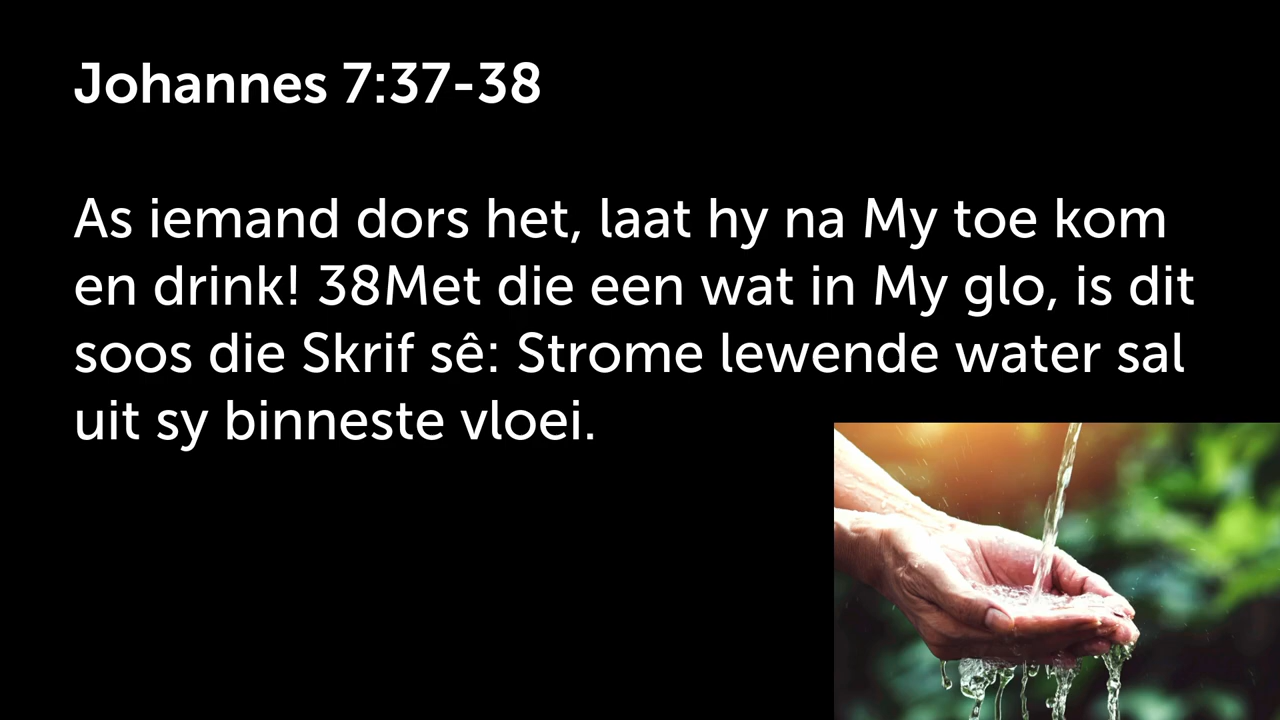 Johannes 7:37-38
As iemand dors het, laat hy na My toe kom
en drink! 38Met die een wat in My glo, is dit
soos die Skrif sê: Strome lewende water sal
uit sy binneste vloei.